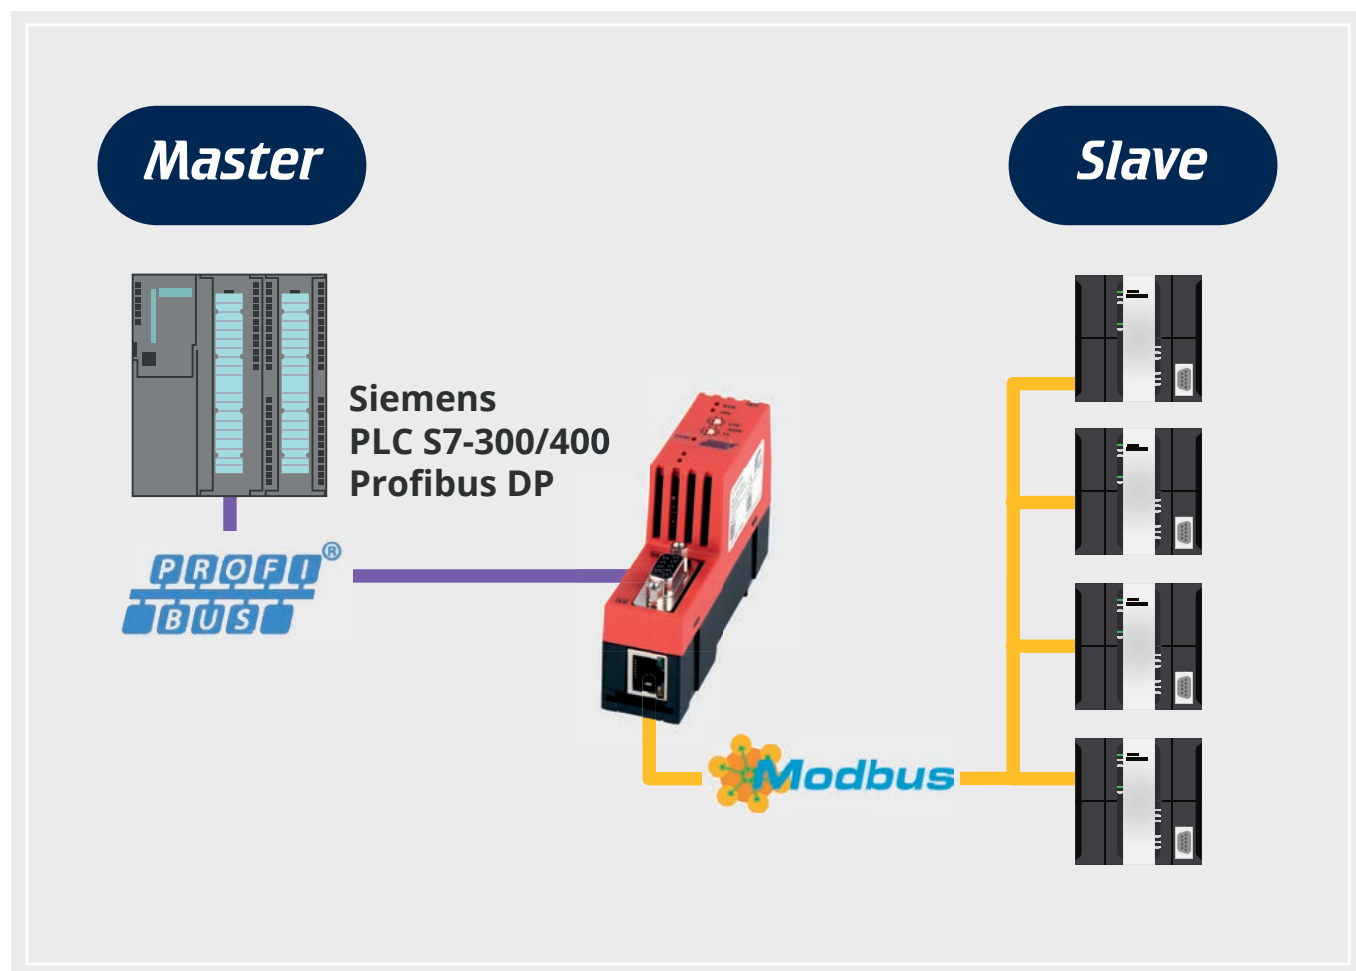 Master
Slave
Siemens
PLC S7-300/400
Profibus DP
PROFI®
BUS
Modbus